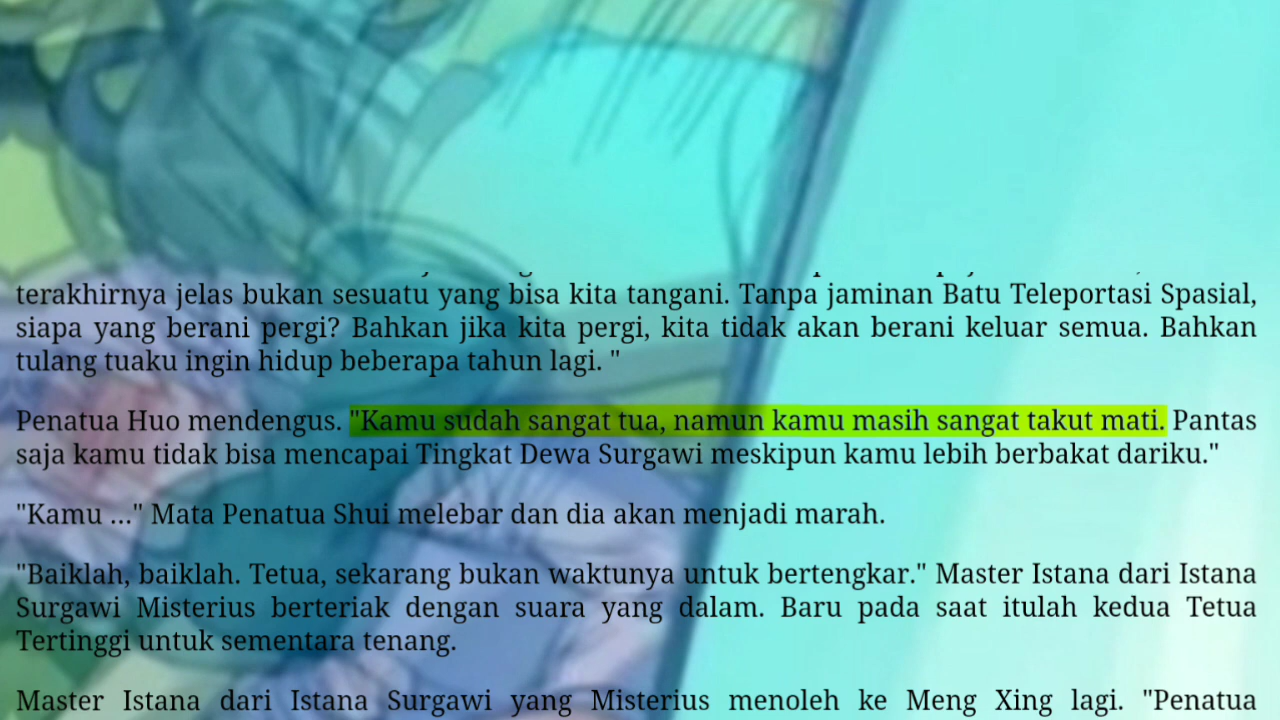 terakhirnya jelas bukan sesuatu yang bisa kita tangani. Tanpa jaminan Batu Teleportasi Spasial,
siapa yang berani pergi? Bahkan jika kita pergi, kita tidak akan berani keluar semua. Bahkan
tulang tuaku ingin hidup beberapa tahun lagi. "
Penatua Huo mendengus. "Kamu sudah sangat tua, namun kamu masih sangat takut mati. Pantas
saja kamu tidak bisa mencapai Tingkat Dewa Surgawi meskipun kamu lebih berbakat dariku."
"Kamu ..." Mata Penatua Shui melebar dan dia akan menjadi marah.
"Baiklah, baiklah. Tetua, sekarang bukan waktunya untuk bertengkar." Master Istana dari Istana
Surgawi Misterius berteriak dengan suara yang dalam. Baru pada saat itulah kedua Tetua
Tertinggi untuk sementara tenang.
Master Istana dari Istana Surgawi yang Misterius menoleh ke Meng Xing lagi. "Penatua